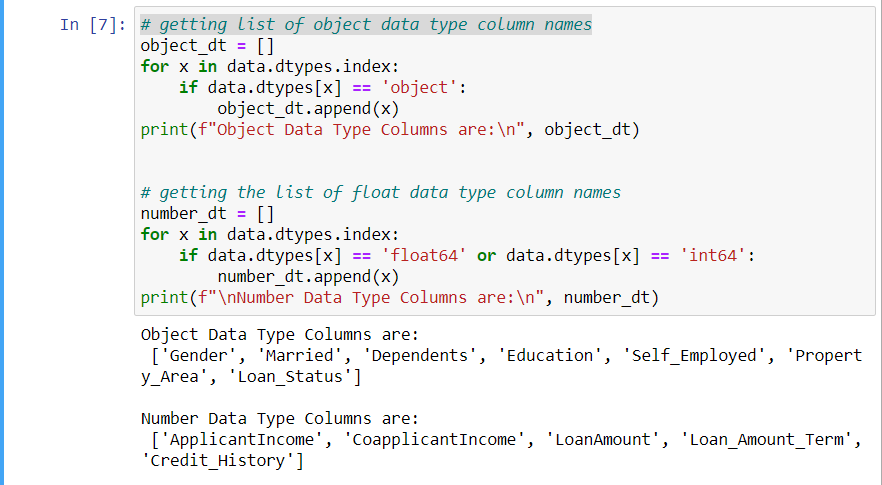 In [7]: # getting list of object data type column names
object_dt = []
for x in data.dtypes.index:
    if data.dtypes[x] == 'object':
        object_dt.append(x)
print(f"Object Data Type Columns are:\n", object_dt)
# getting the list of float data type column names
number_dt = []
for x in data.dtypes.index:
    if data.dtypes[x] == 'float64' or data.dtypes[x] == 'int64':
        number_dt.append(x)
print(f"\nNumber Data Type Columns are:\n", number_dt)
Object Data Type Columns are:
 ['Gender', 'Married', 'Dependents', 'Education', 'Self_Employed', 'Propert
y_Area', 'Loan_Status']
Number Data Type Columns are:
 ['ApplicantIncome', 'CoapplicantIncome', 'LoanAmount', 'Loan_Amount_Term',
'Credit_History']